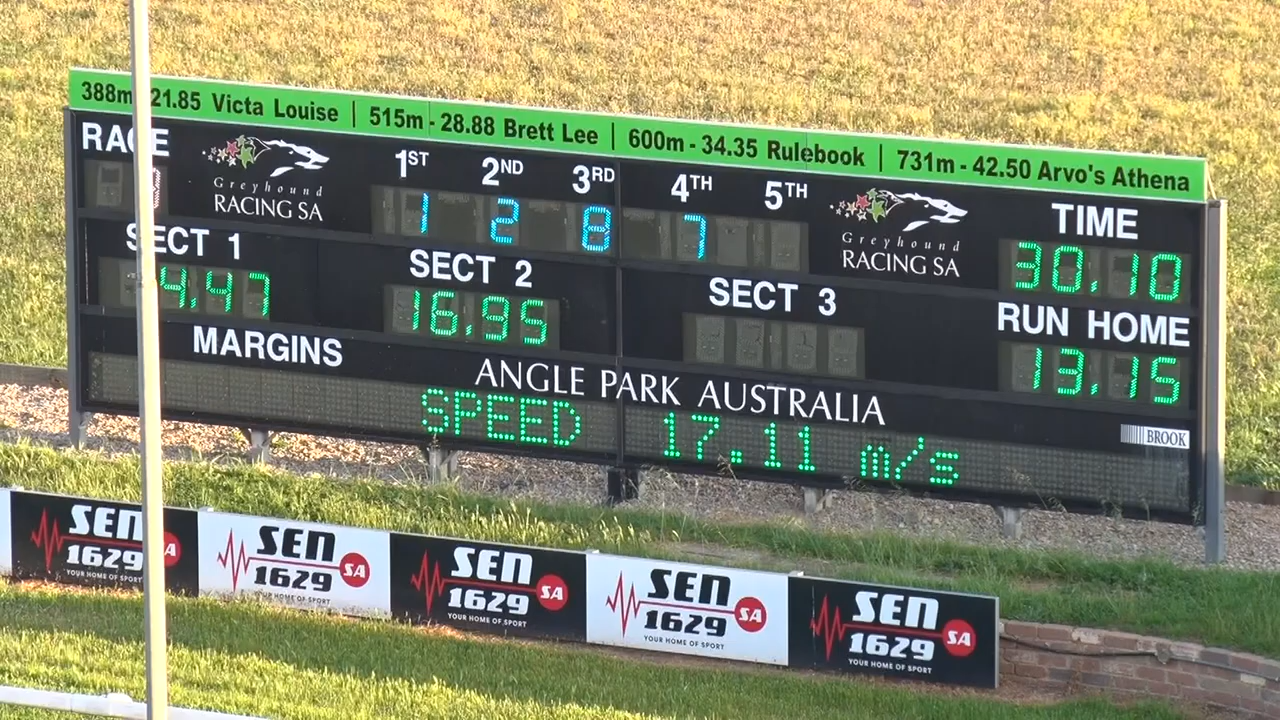 388m 21.85 Victa Louise | 515m - 28.88 Brett Lee | 600m - 34.35 Rulebook | 731m - 42.50 Arvo's Athena
RACE
Greyhound
RACING SA
1ST 2ND 3RD 4TH 5TH
1 2 8 7
Greyhound
RACING SA
TIME
30.10
SECT 1
4.47
SECT 2
16.95
SECT 3
RUN HOME
13.15
MARGINS
ANGLE PARK AUSTRALIA
BROOK
SPEED 17.11 m/s
SEN
1629 SA
YOUR HOME OF SPORT
SEN
1629 SA
YOUR HOME OF SPORT
SEN
1629 SA
YOUR HOME OF SPORT
SEN
1629 SA
YOUR HOME OF SPORT
SEN
1629 SA
YOUR HOME OF SPORT